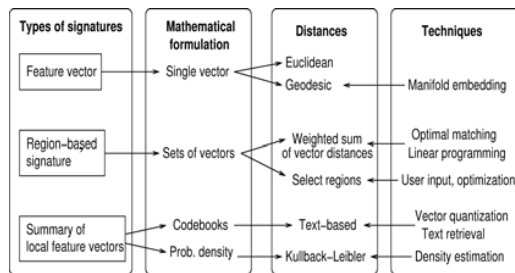 Types of signatures
Mathematical
formulation
Distances
Techniques
Feature vector
Single vector
Euclidean
Geodesic
Manifold embedding
Region-based
signature
Sets of vectors
Weighted sum
of vector distances
Select regions
Optimal matching
Linear programming
User input, optimization
Summary of
local feature vectors
Codebooks
Prob. density
Text-based
Kullback-Leibler
Vector quantization
Text retrieval
Density estimation